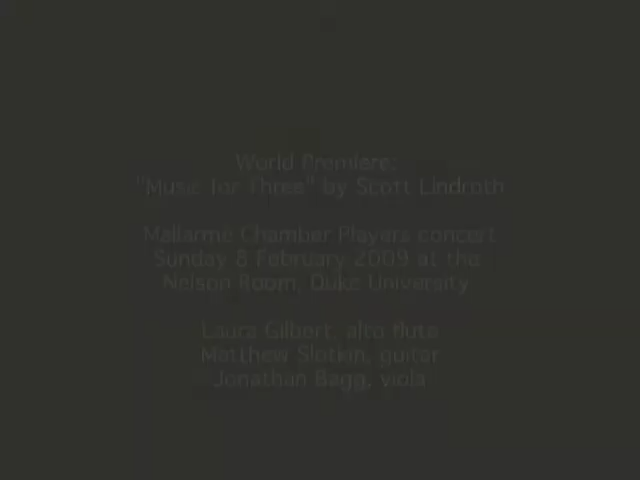 World Premiere:
"Music for Three" by Scott Lindroth
Mallarmé Chamber Players concert
Sunday 8 February 2009 at the
Nelson Room, Duke University
Laura Gilbert, alto flute
Matthew Slotkin, guitar
Jonathan Bagg, viola